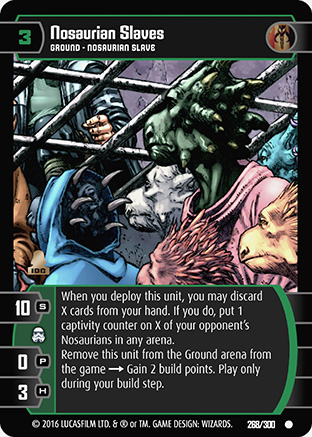 3 Nosaurian Slaves
GROUND - NOSAURIAN SLAVE
IDC
10 S
0 P
3 H
When you deploy this unit, you may discard
X cards from your hand. If you do, put 1
captivity counter on X of your opponent's
Nosaurians in any arena.
Remove this unit from the Ground arena from
the game → Gain 2 build points. Play only
during your build step.
© 2016 LUCASFILM LTD. & ® or TM. GAME DESIGN: WIZARDS. 268/300